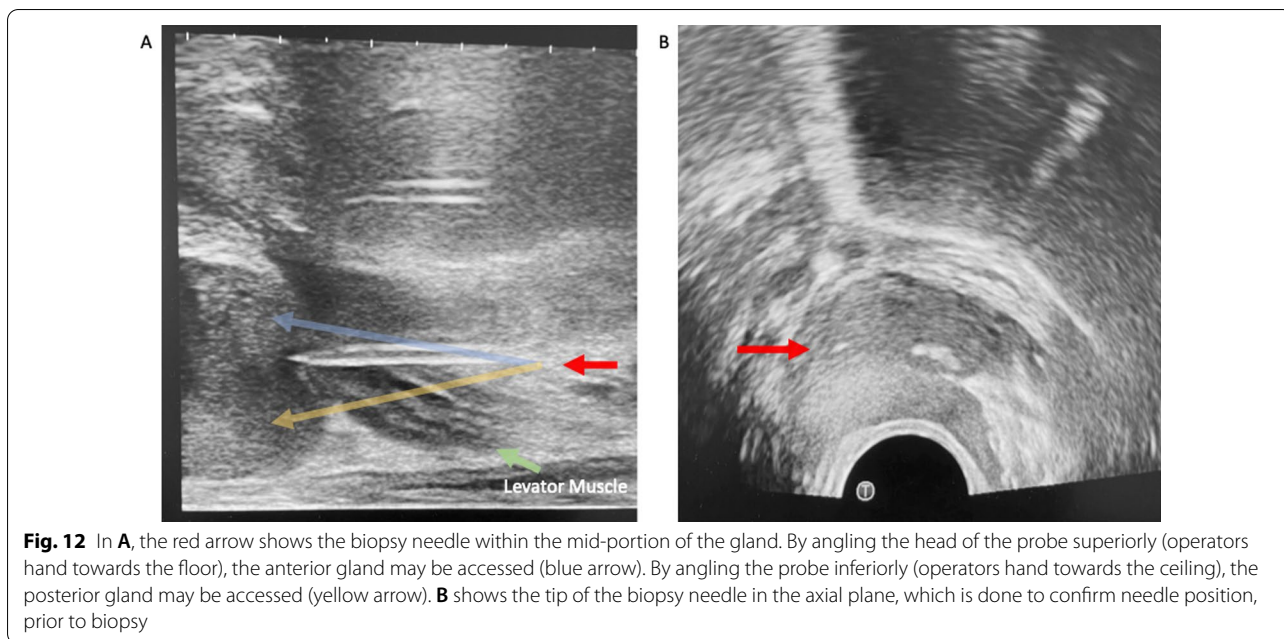 A
B
Levator Muscle
T
Fig. 12 In A, the red arrow shows the biopsy needle within the mid-portion of the gland. By angling the head of the probe superiorly (operators
hand towards the floor), the anterior gland may be accessed (blue arrow). By angling the probe inferiorly (operators hand towards the ceiling), the
posterior gland may be accessed (yellow arrow). B shows the tip of the biopsy needle in the axial plane, which is done to confirm needle position,
prior to biopsy